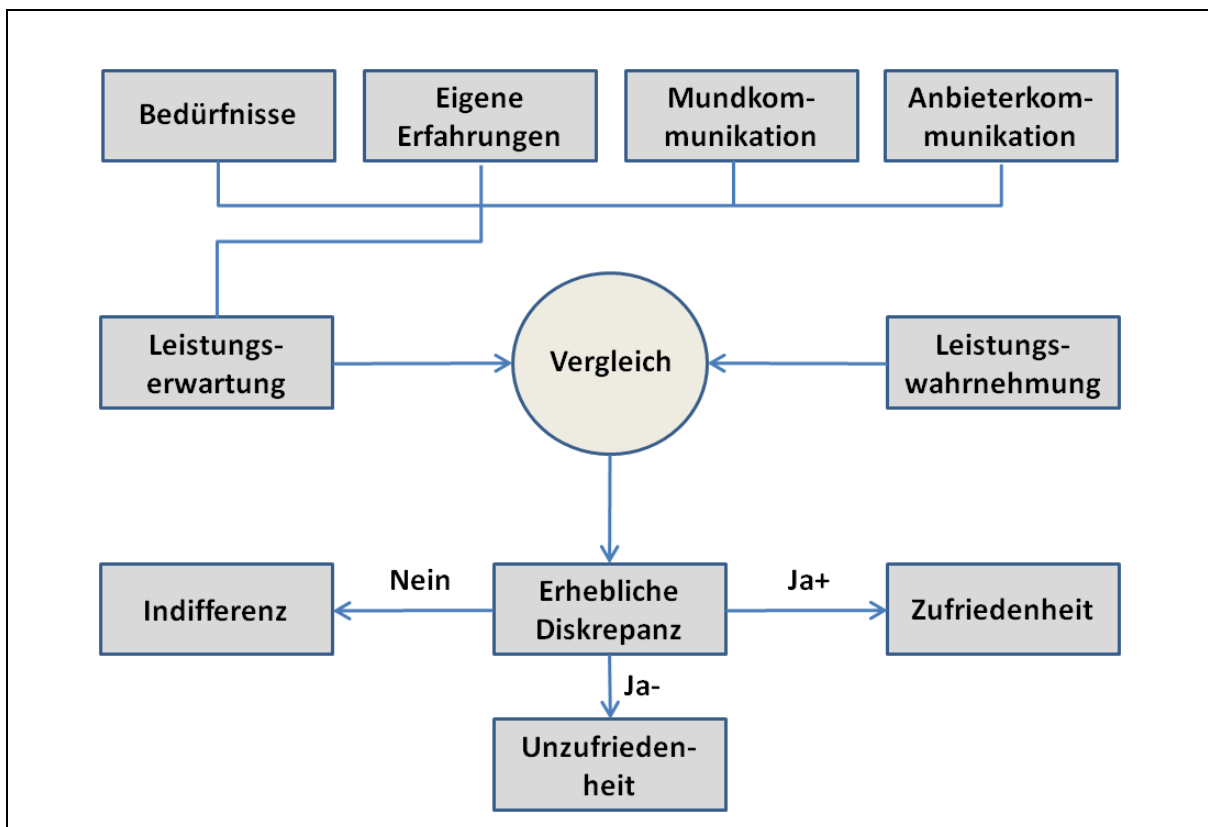 Bedürfnisse
Eigene
Erfahrungen
Mundkom-
munikation
Anbieterkom-
munikation
Leistungs-
erwartung
Vergleich
Leistungs-
wahrnehmung
Indifferenz
Nein
Erhebliche
Diskrepanz
Ja+
Zufriedenheit
Ja-
Unzufrieden-
heit